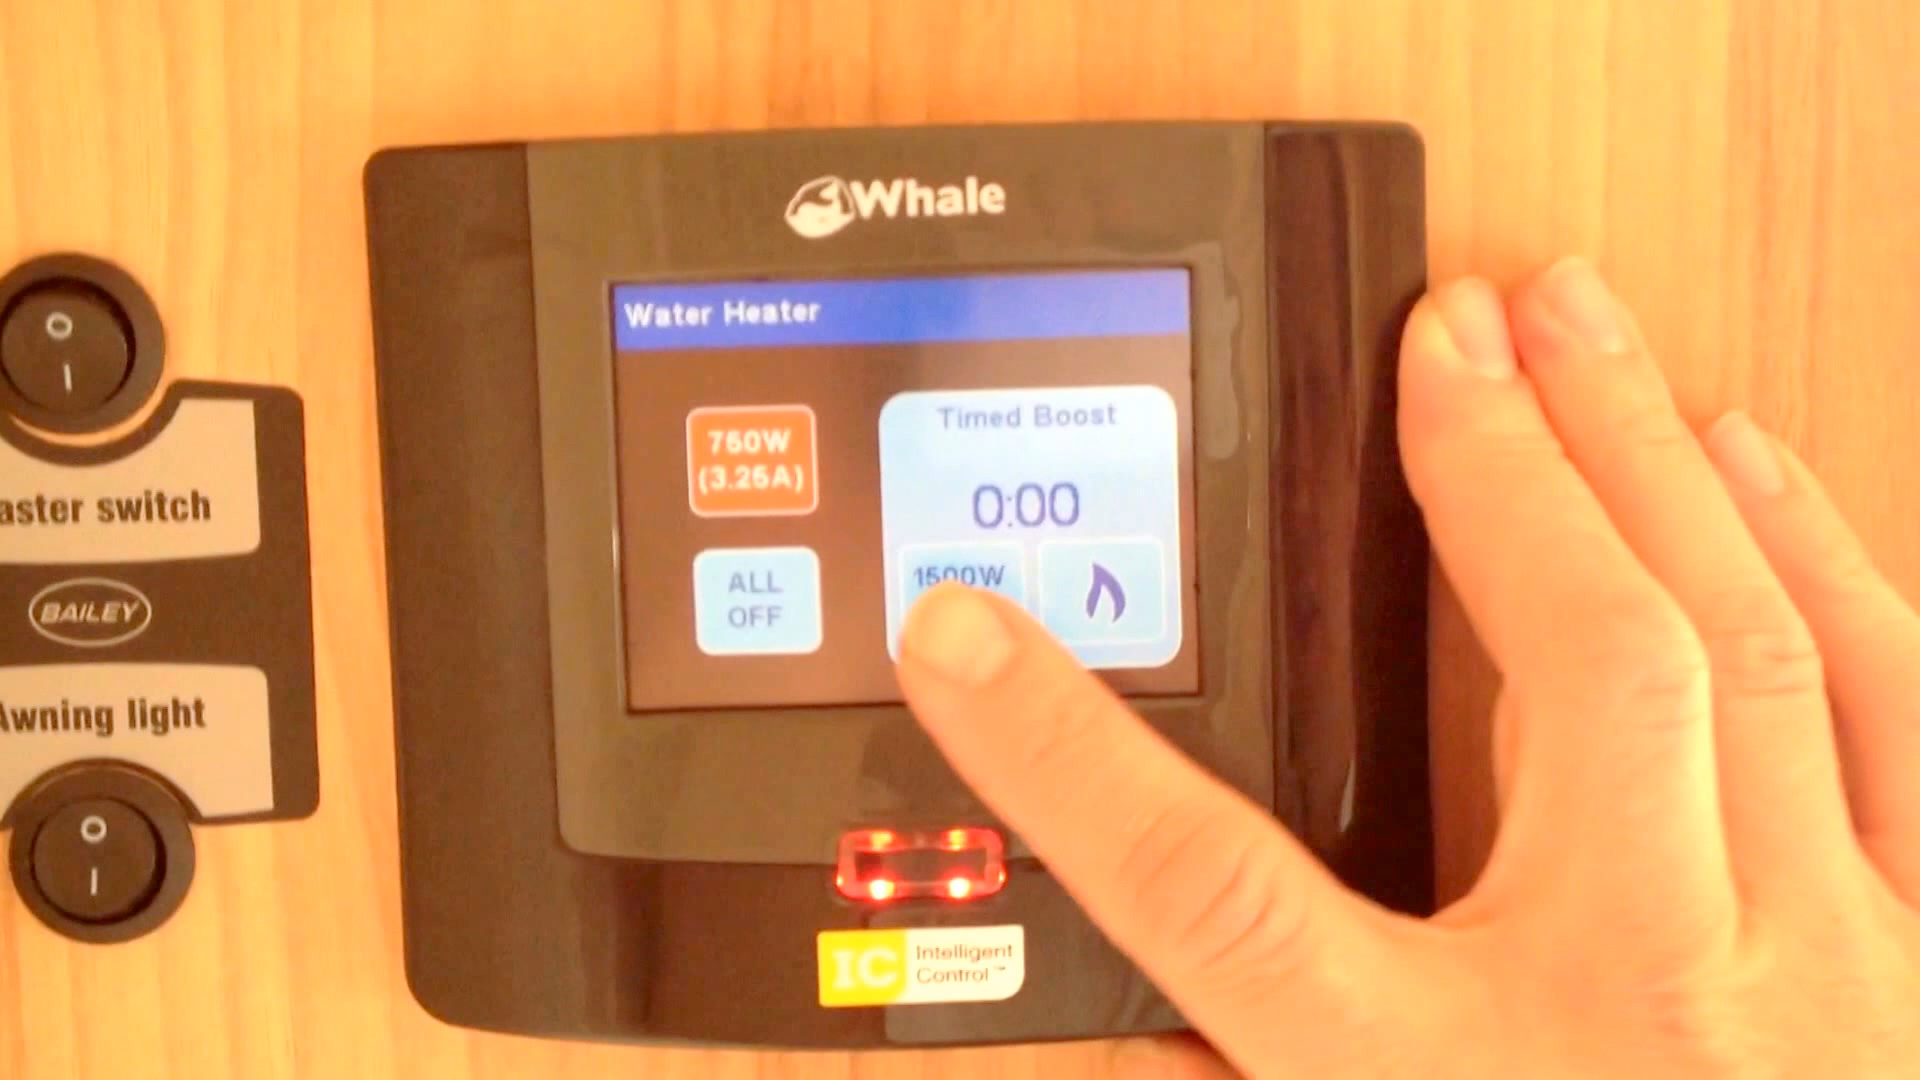 Whale
Water Heater
750W
(3.25A)
Timed Boost
0:00
1500W
ALL
OFF
O
I
aster switch
BAILEY
Awning light
O
I
IC
Intelligent
Control™